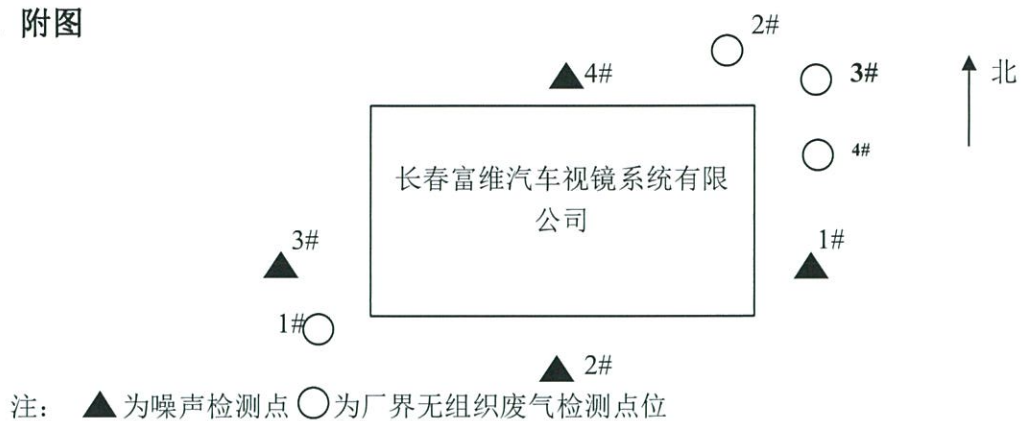 附图
2#
4#
3#
北
4#
长春富维汽车视镜系统有限
公司
3#
1#
1#
2#
注： ▲为噪声检测点○为厂界无组织废气检测点位